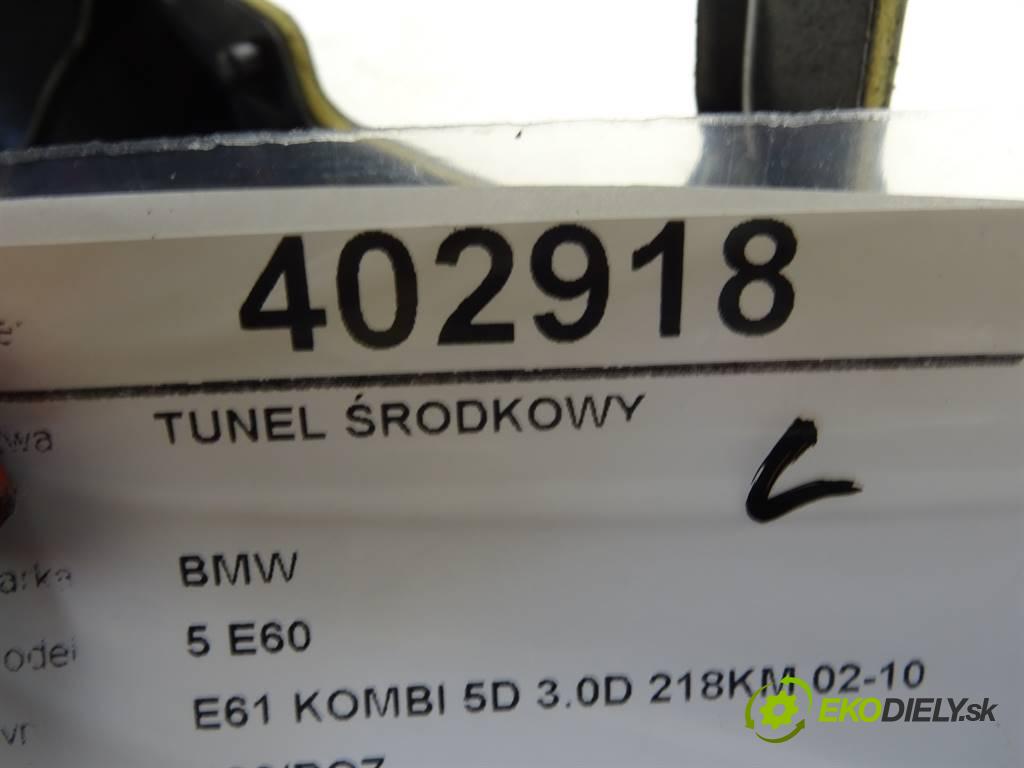 402918
TUNEL ŚRODKOWY
BMW
5 E60
E61 KOMBI 5D 3.0D 218KM 02-10
EKODIELY.sk